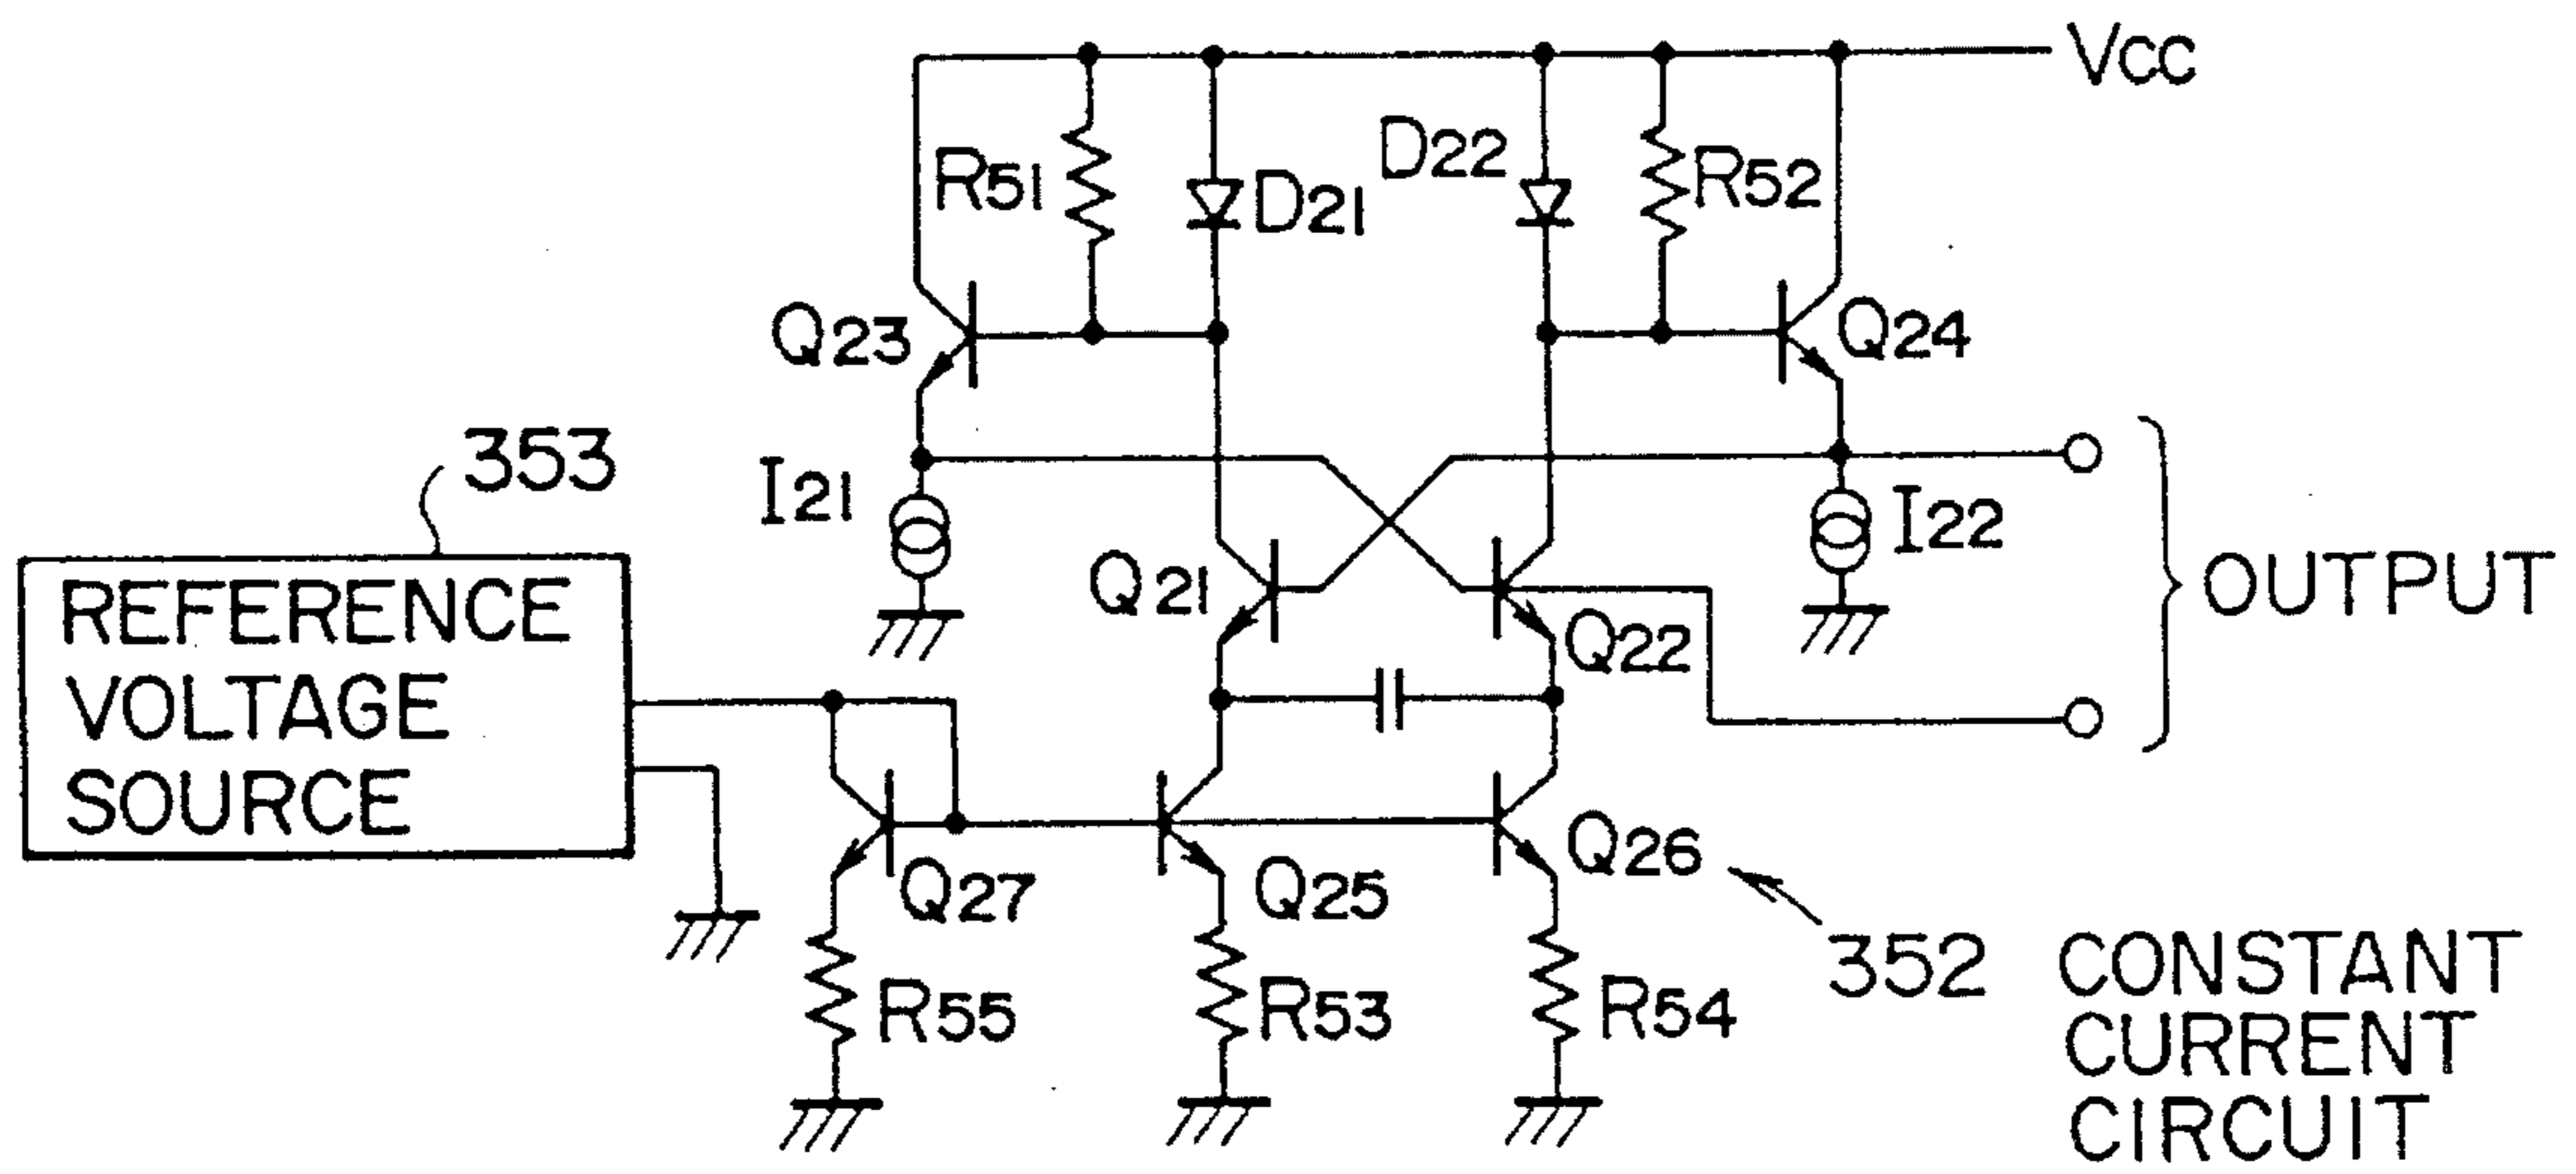 VCC
R51
D21
D22
R52
Q23
Q24
353
I21
I22
REFERENCE
VOLTAGE
SOURCE
Q21
Q22
OUTPUT
Q27
Q25
Q26
R55
R53
R54
352 CONSTANT
CURRENT
CIRCUIT